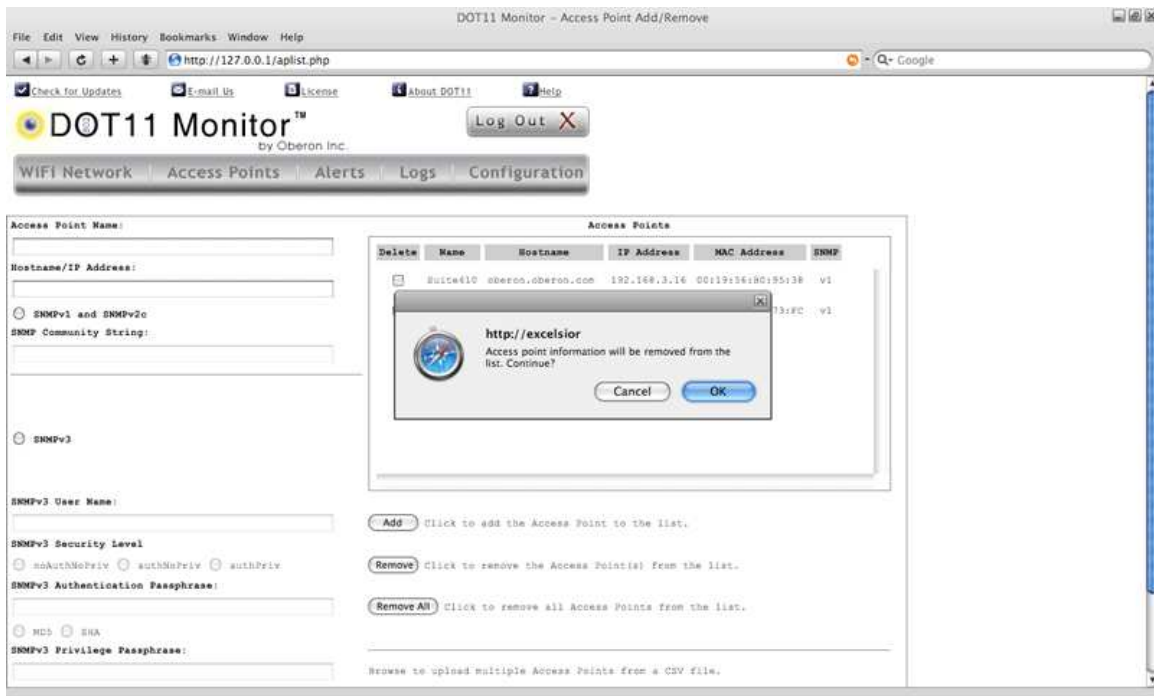 DOT11 Monitor – Access Point Add/Remove
File Edit View History Bookmarks Window Help
http://127.0.0.1/aplist.php
Google
Check for Updates E-mail Us License About DOT11 Help
DOT11 Monitor™
by Oberon Inc.
Log Out X
WiFi Network Access Points Alerts Logs Configuration
Access Point Name:
Hostname/IP Address:
SNMPv1 and SNMPv2c
SNMP Community String:
SNMPv3
SNMPv3 User Name:
SNMPv3 Security Level
noAuthNoPriv authNoPriv authPriv
SNMPv3 Authentication Passphrase:
MD5 SHA
SNMPv3 Privilege Passphrase:
Access Points
Delete Name Hostname IP Address MAC Address SNMP
Suite610 oberon.oberon.com 192.168.3.16 v1
v1
http://excelsior
Access point information will be removed from the
list. Continue?
Cancel OK
Add Click to add the Access Point to the list.
Remove Click to remove the Access Point(s) from the list.
Remove All Click to remove all Access Points from the list.
Browse to upload multiple Access Points from a CSV file.